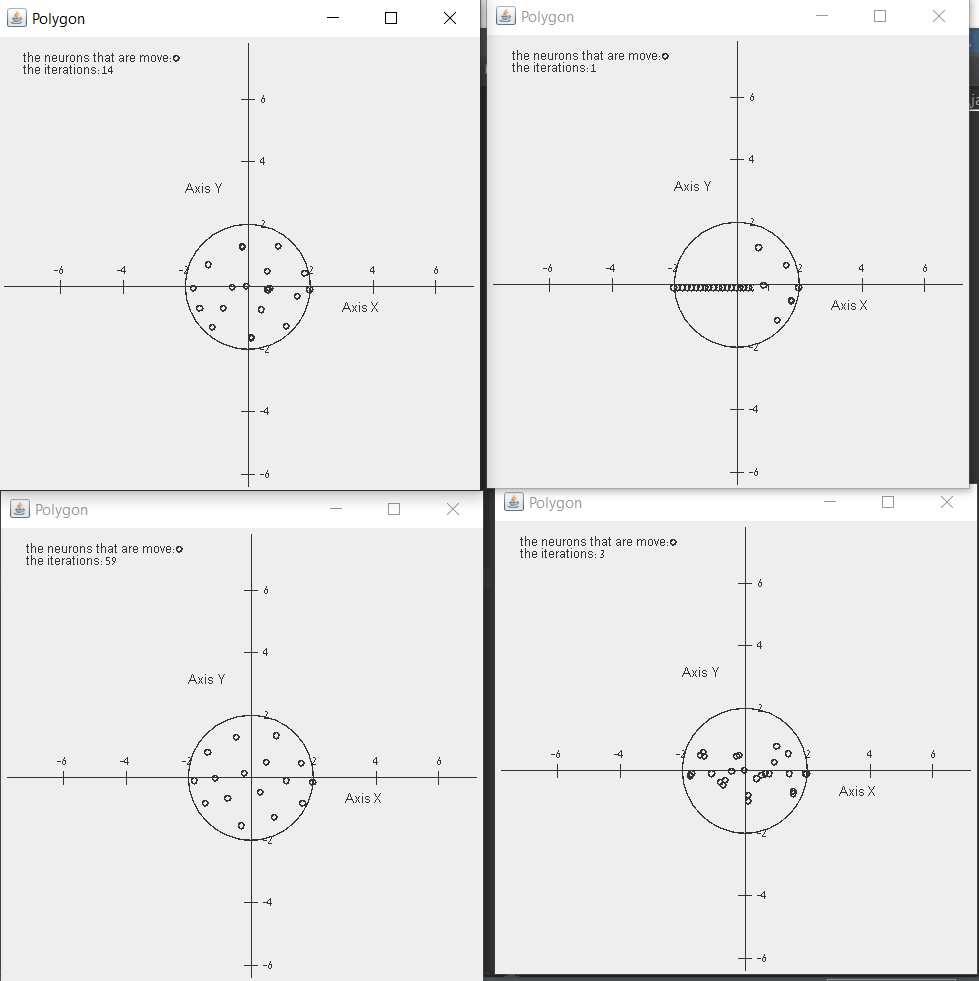 Polygon
the neurons that are move:
the iterations: 14
6
4
Axis Y
2
-6
-4
-2
2
4
6
Axis X
-2
-4
-6
Polygon
the neurons that are move:
the iterations: 1
6
4
Axis Y
2
-6
-4
-2
2
4
6
Axis X
-2
-4
-6
ja
Polygon
the neurons that are move:
the iterations: 59
6
4
Axis Y
2
-6
-4
-2
2
4
6
Axis X
-2
-4
-6
Polygon
the neurons that are move:
the iterations: 3
6
4
Axis Y
2
-6
-4
-2
2
4
6
Axis X
-2
-4
-6